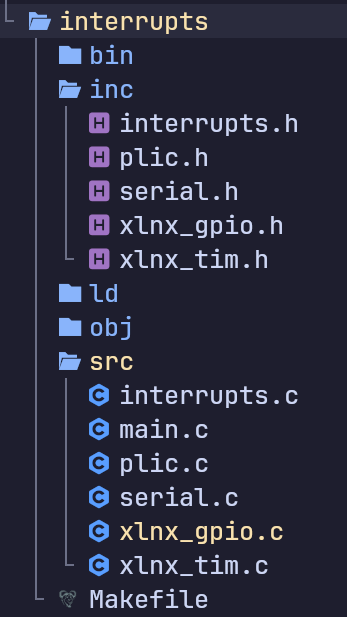 interrupts
bin
inc
interrupts.h
plic.h
serial.h
xlnx_gpio.h
xlnx_tim.h
ld
obj
src
interrupts.c
main.c
plic.c
serial.c
xlnx_gpio.c
xlnx_tim.c
Makefile